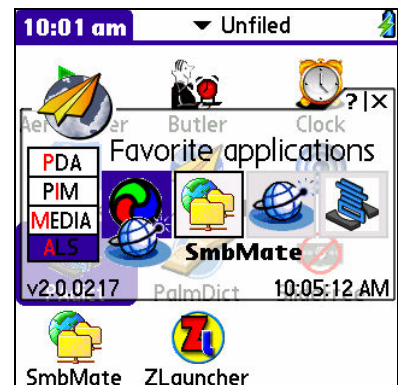 10:01 am Unfiled
Butler Clock
? X
Favorite applications
PDA
PIM
MEDIA
ALS
SmbMate
v2.0.0217 PalmDict 10:05:12 AM
SmbMate ZLauncher